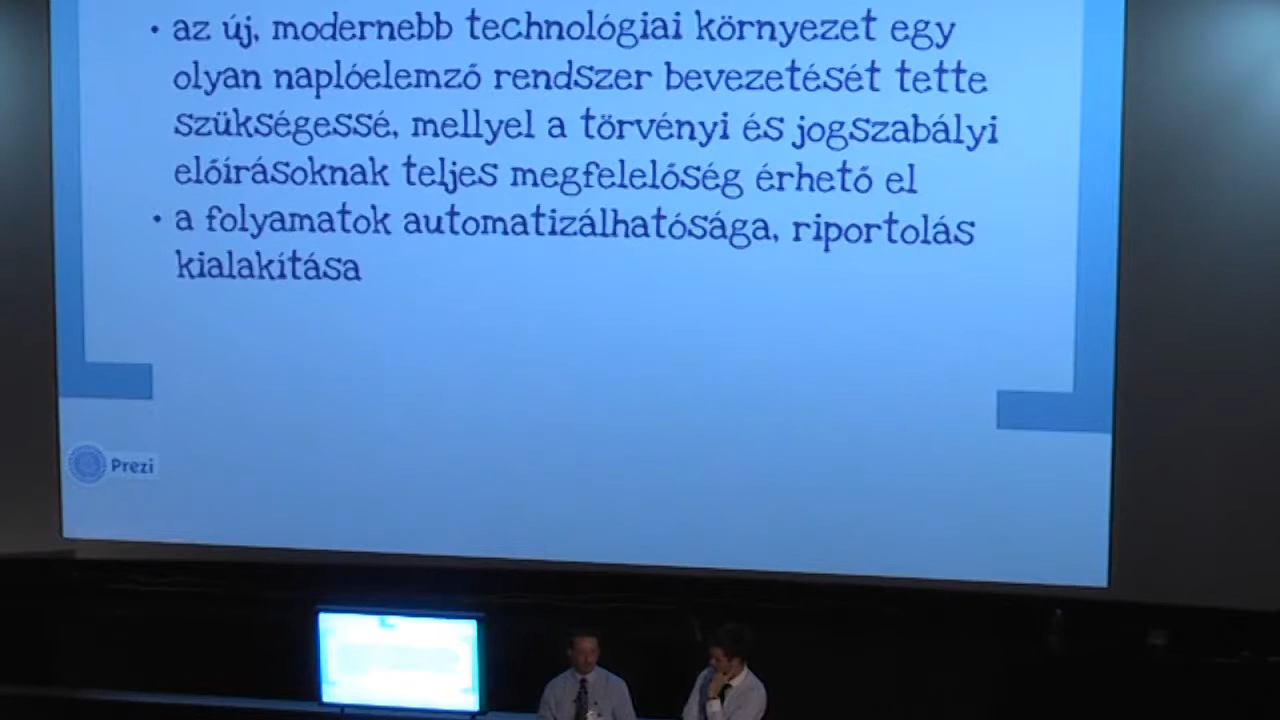 • az új, modernebb technológiai környezet egy
olyan naplóelemző rendszer bevezetését tette
szükségessé, mellyel a törvényi és jogszabályi
előírásoknak teljes megfelelőség érhető el
• a folyamatok automatizálhatósága, riportolás
kialakítása
Prezi